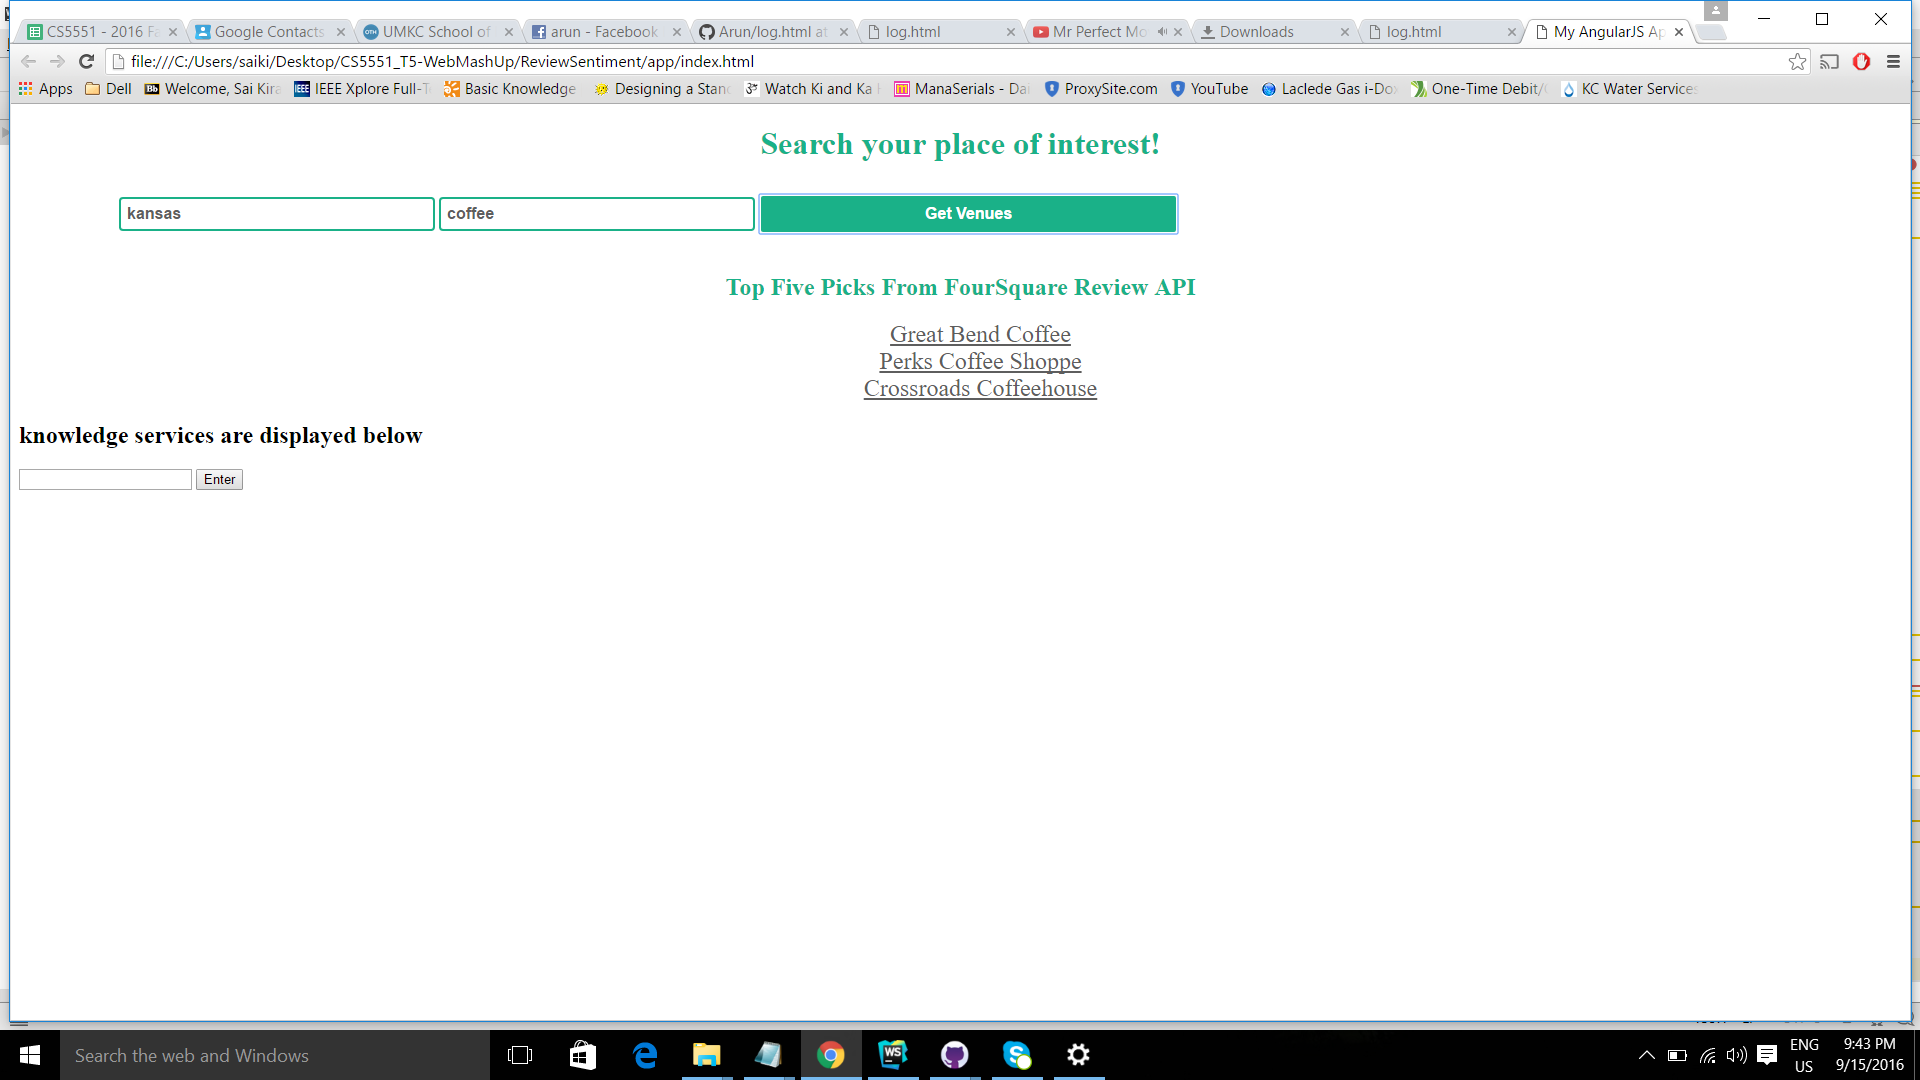 CS5551 - 2016 Fa
Google Contacts
UMKC School of
arun - Facebook
Arun/log.html at
log.html
Mr Perfect Mo
Downloads
log.html
My AngularJS Ap
file:///C:/Users/saiki/Desktop/CS5551_T5-WebMashUp/ReviewSentiment/app/index.html
Apps
Dell
Bb Welcome, Sai Kira
IEEE IEEE Xplore Full-T
Basic Knowledge
Designing a Stan
Watch Ki and Ka
ManaSerials - Dai
ProxySite.com
YouTube
Laclede Gas i-Do
One-Time Debit/
KC Water Services
Search your place of interest!
kansas
coffee
Get Venues
Top Five Picks From FourSquare Review API
Great Bend Coffee
Perks Coffee Shoppe
Crossroads Coffeehouse
knowledge services are displayed below
Enter
Search the web and Windows
WS
ENG
US
9:43 PM
9/15/2016